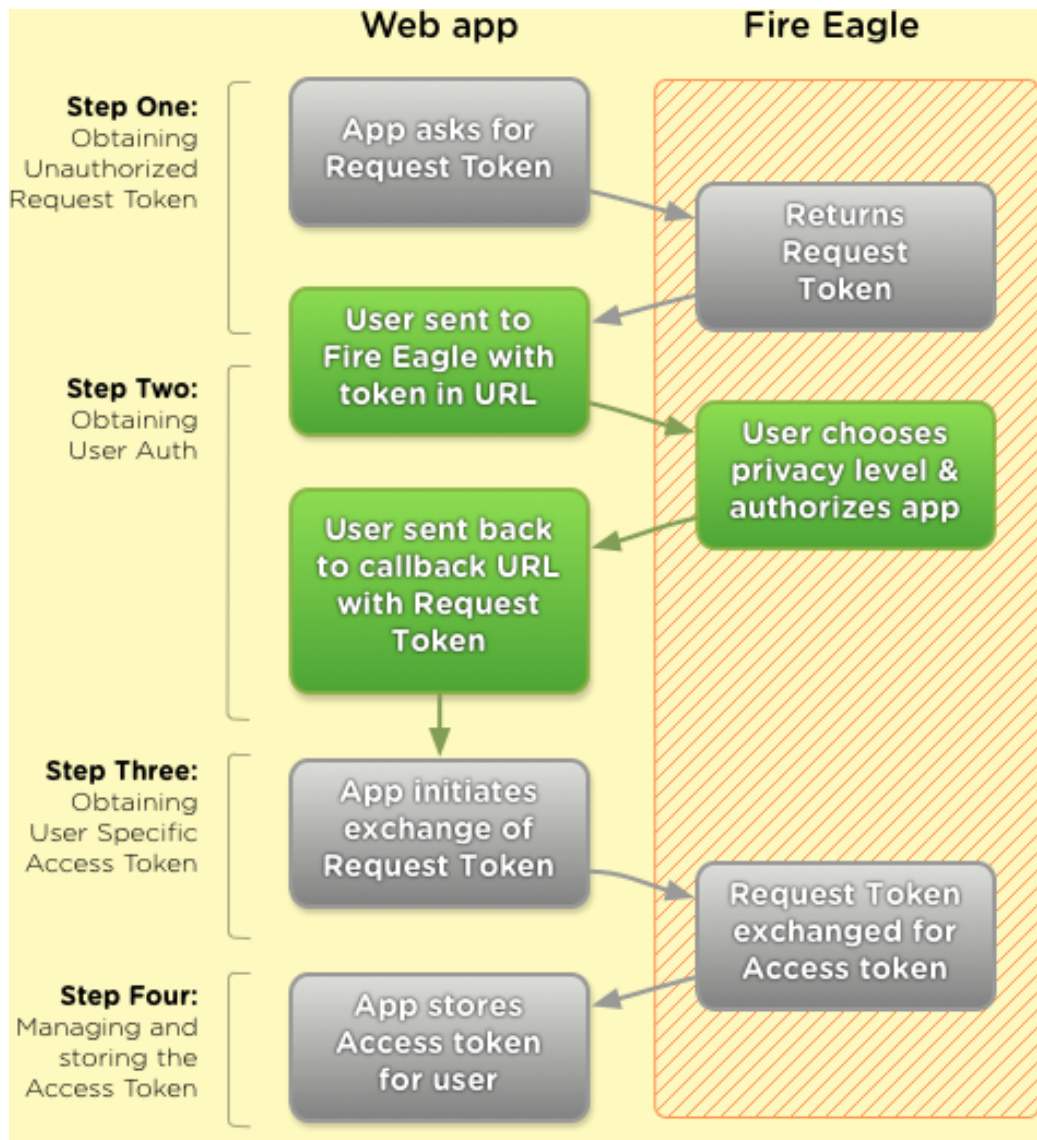 Web app
Fire Eagle
Step One:
Obtaining
Unauthorized
Request Token
App asks for
Request Token
Returns
Request
Token
User sent to
Fire Eagle with
token in URL
Step Two:
Obtaining
User Auth
User chooses
privacy level &
authorizes app
User sent back
to callback URL
with Request
Token
Step Three:
Obtaining
User Specific
Access Token
App initiates
exchange of
Request Token
Request Token
exchanged for
Access token
Step Four:
Managing and
storing the
Access Token
App stores
Access token
for user